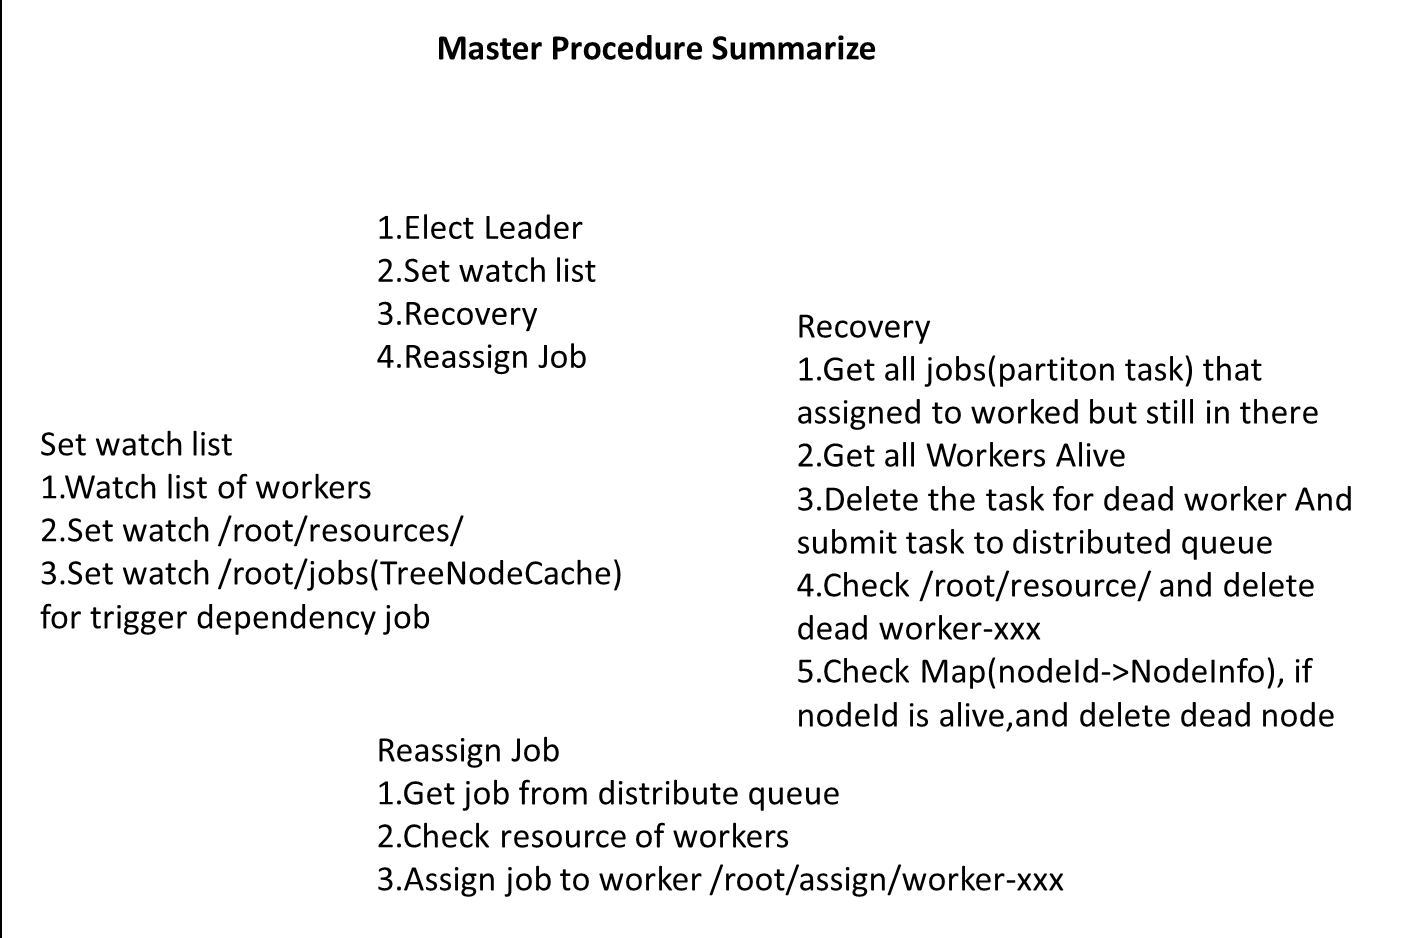 Master Procedure Summarize
1.Elect Leader
2.Set watch list
3.Recovery
4.Reassign Job
Set watch list
1.Watch list of workers
2.Set watch /root/resources/
3.Set watch /root/jobs(TreeNodeCache)
for trigger dependency job
Recovery
1.Get all jobs(partiton task) that
assigned to worked but still in there
2.Get all Workers Alive
3.Delete the task for dead worker And
submit task to distributed queue
4.Check /root/resource/ and delete
dead worker-xxx
5.Check Map(nodeId->NodeInfo), if
nodeId is alive,and delete dead node
Reassign Job
1.Get job from distribute queue
2.Check resource of workers
3.Assign job to worker /root/assign/worker-xxx